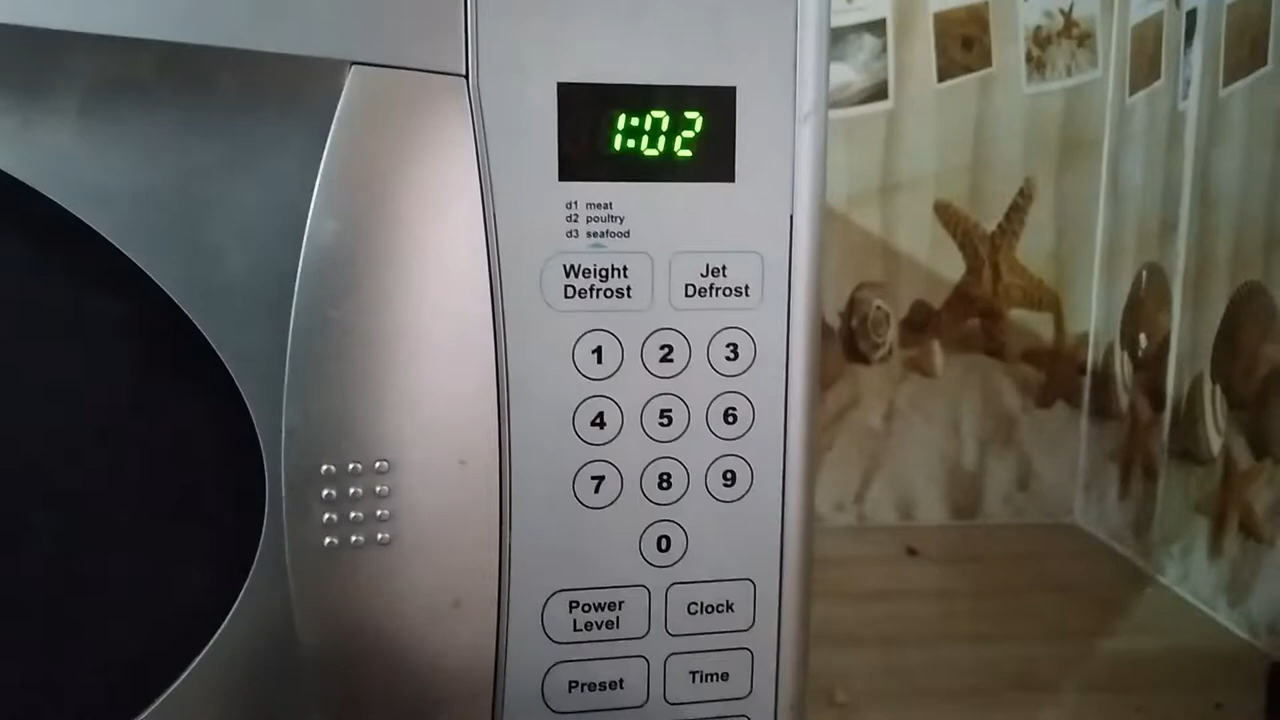 1:02
d1 meat
d2 poultry
d3 seafood
Weight
Defrost
Jet
Defrost
1 2 3
4 5 6
7 8 9
0
Power
Level
Clock
Preset
Time